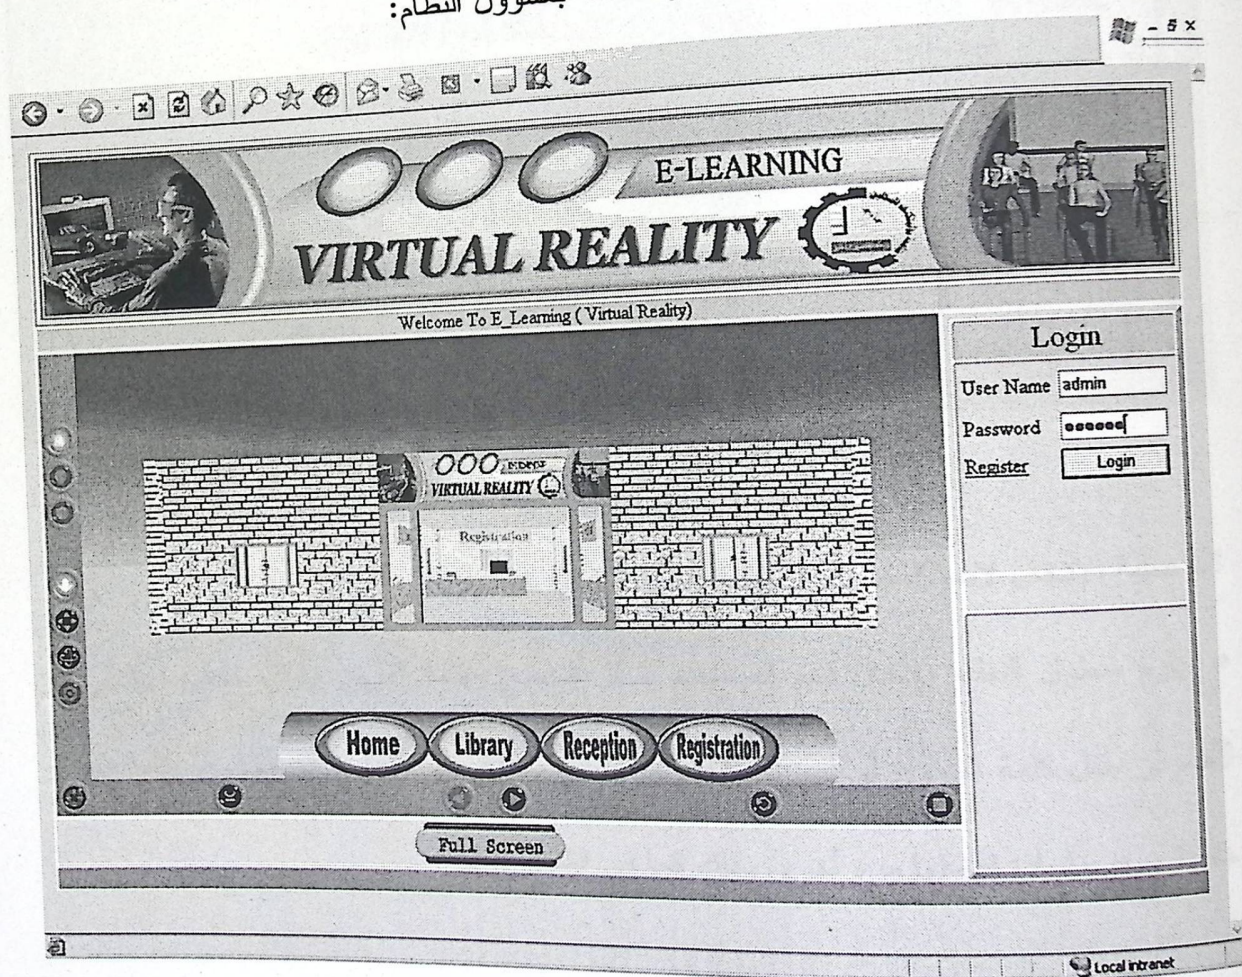 بمسؤول النظام:
E-LEARNING
VIRTUAL REALITY
Welcome To E_Learning ( Virtual Reality)
Login
User Name admin
Password
Register Login
VIRTUAL REALITY
Registration
Home Library Reception Registration
Full Screen
Local intranet